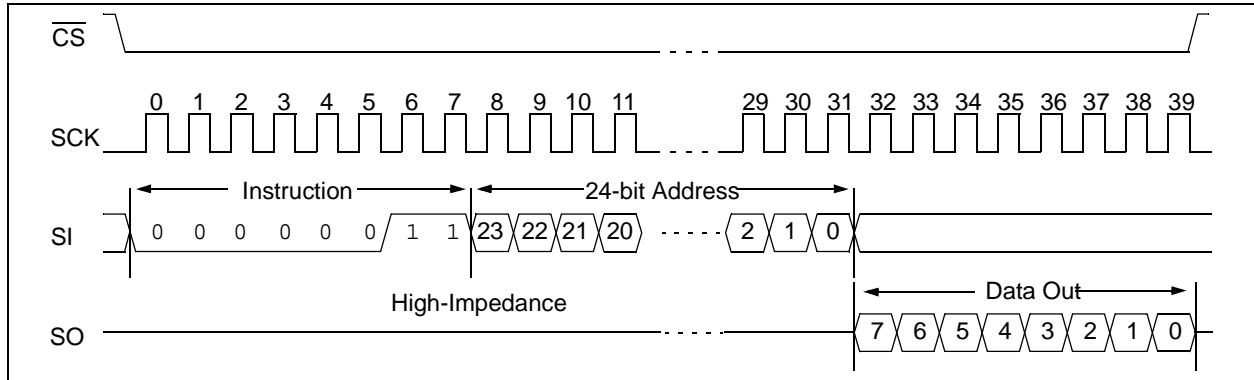 CS
0 1 2 3 4 5 6 7 8 9 10 11 29 30 31 32 33 34 35 36 37 38 39
SCK
Instruction 24-bit Address
SI 0 0 0 0 0 0 1 1 23 22 21 20 2 1 0
High-Impedance Data Out
SO 7 6 5 4 3 2 1 0